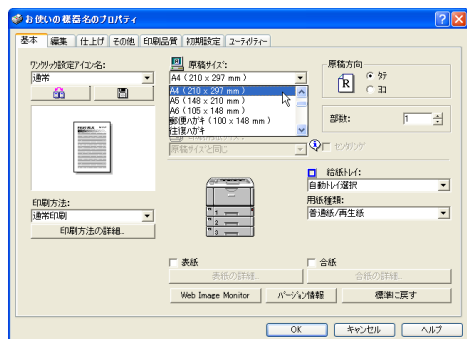 お使いの機器名のプロパティ
基本 編集 仕上げ その他 印刷品質 初期設定 ユーティリティー
ワンクリック設定アイコン名:
通常
原稿サイズ:
A4 (210 x 297 mm)
A4 (210 x 297 mm)
A5 (148 x 210 mm)
A6 (105 x 148 mm)
郵便ハガキ (100 x 148 mm)
往復ハガキ
原稿サイズと同じ
原稿方向
R
タテ
ヨコ
部数:
1
センタリング
印刷方法:
通常印刷
印刷方法の詳細...
1
2
3
給紙トレイ:
自動トレイ選択
用紙種類:
普通紙/再生紙
表紙
表紙の詳細...
合紙
合紙の詳細...
Web Image Monitor
バージョン情報
標準に戻す
OK
キャンセル
ヘルプ